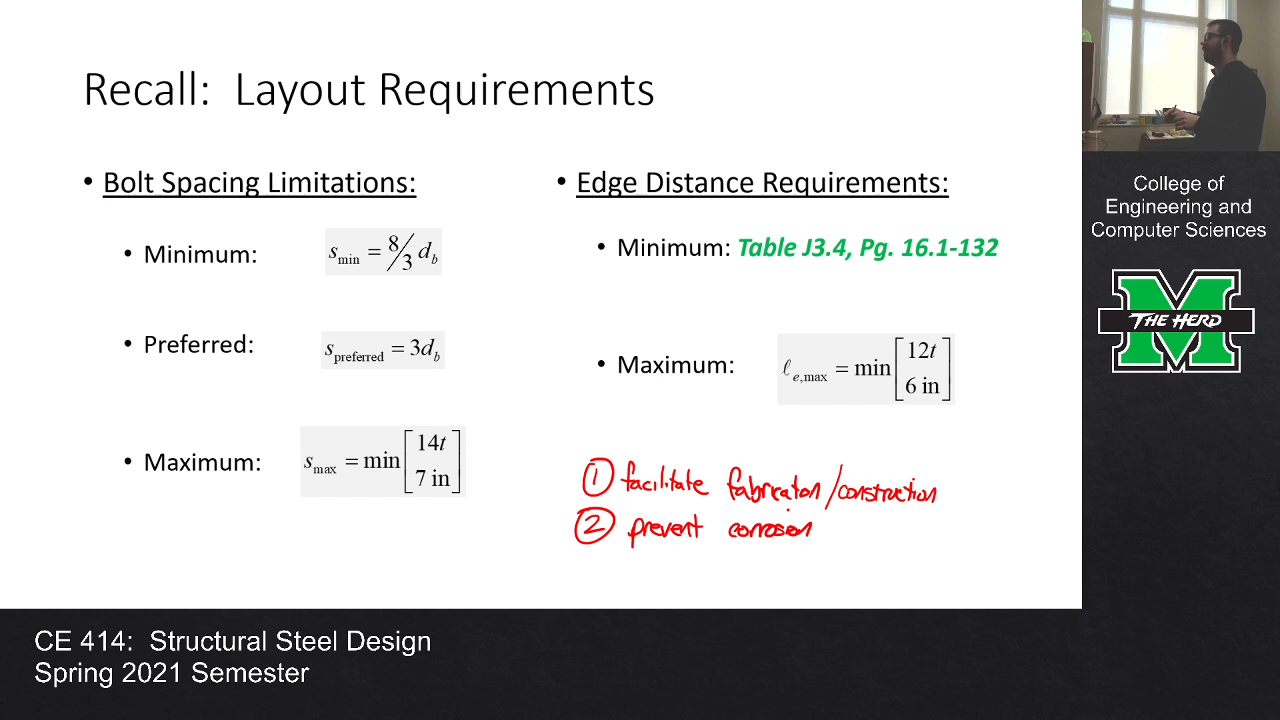 Recall: Layout Requirements
• Bolt Spacing Limitations:
• Minimum: s_min = 8/3 d_b
• Preferred: s_preferred = 3d_b
• Maximum: s_max = min [14t
7 in]
• Edge Distance Requirements:
• Minimum: Table J3.4, Pg. 16.1-132
• Maximum: ℓ_e,max = min [12t
6 in]
① facilitate fabricaton/construction
② prevent corrosion
College of
Engineering and
Computer Sciences
M
THE HERD
CE 414: Structural Steel Design
Spring 2021 Semester